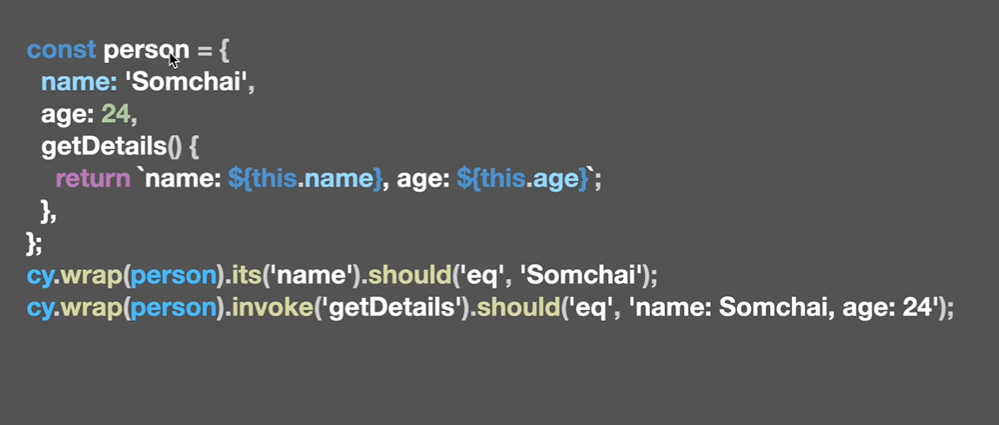 const person = {
name: 'Somchai',
age: 24,
getDetails() {
return `name: ${this.name}, age: ${this.age}`;
},
};
cy.wrap(person).its('name').should('eq', 'Somchai');
cy.wrap(person).invoke('getDetails').should('eq', 'name: Somchai, age: 24');